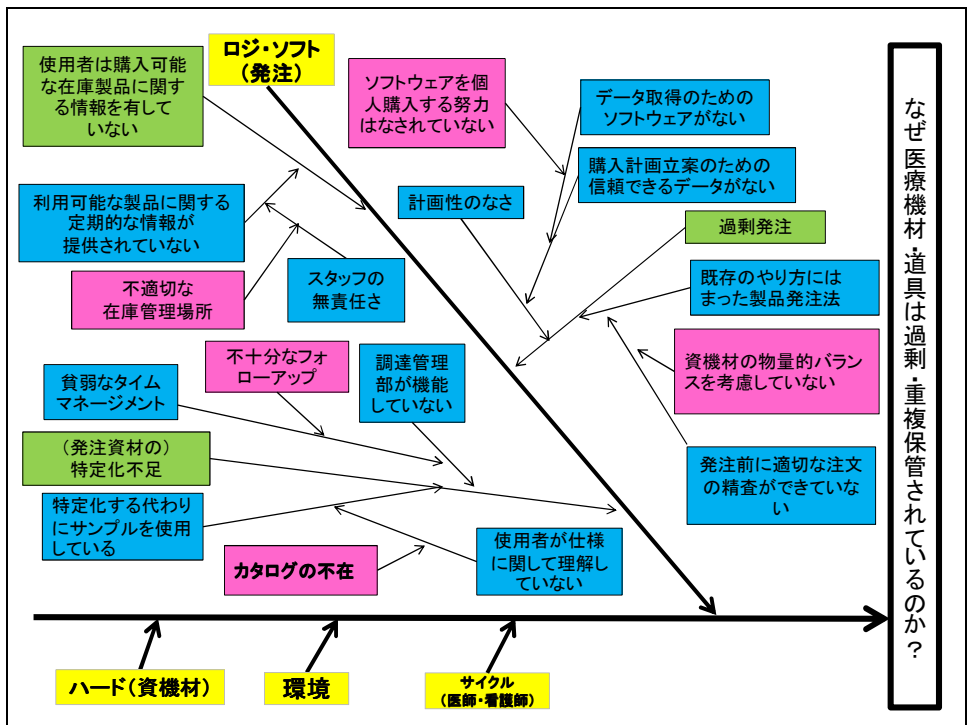 ロジ・ソフト
（発注）
使用者は購入可能
な在庫製品に関す
る情報を有して
いない
ソフトウェアを個
人購入する努力
はなされていない
データ取得のための
ソフトウェアがない
購入計画立案のための
信頼できるデータがない
計画性のなさ
過剰発注
利用可能な製品に関する
定期的な情報が
提供されていない
スタッフの
無責任さ
既存のやり方には
まった製品発注法
不適切な
在庫管理場所
資機材の物量的バラン
スを考慮していない
不十分なフォ
ローアップ
調達管理
部が機能
していない
貧弱なタイム
マネージメント
（発注資材の）
特定化不足
発注前に適切な注文
の精査ができていな
い
特定化する代わ
りにサンプルを使用
している
カタログの不在
使用者が仕様
に関して理解し
ていない
なぜ医療機材・道具は過剰・重複保管されているのか？
ハード（資機材）
環境
サイクル
（医師・看護師）